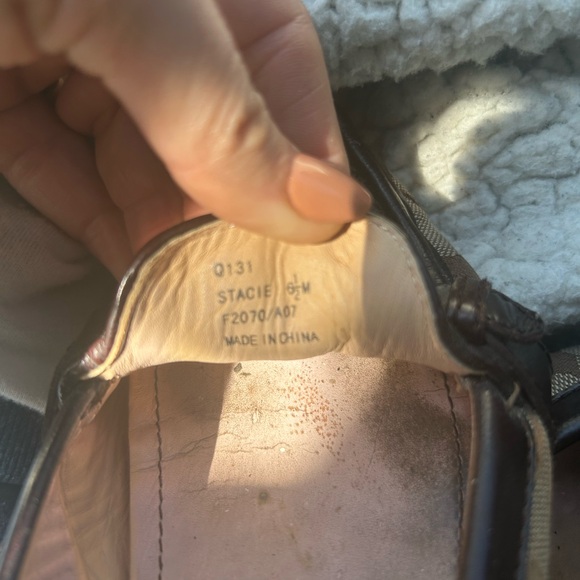 Q131
STACIE 6½M
F2070/A07
MADE IN CHINA